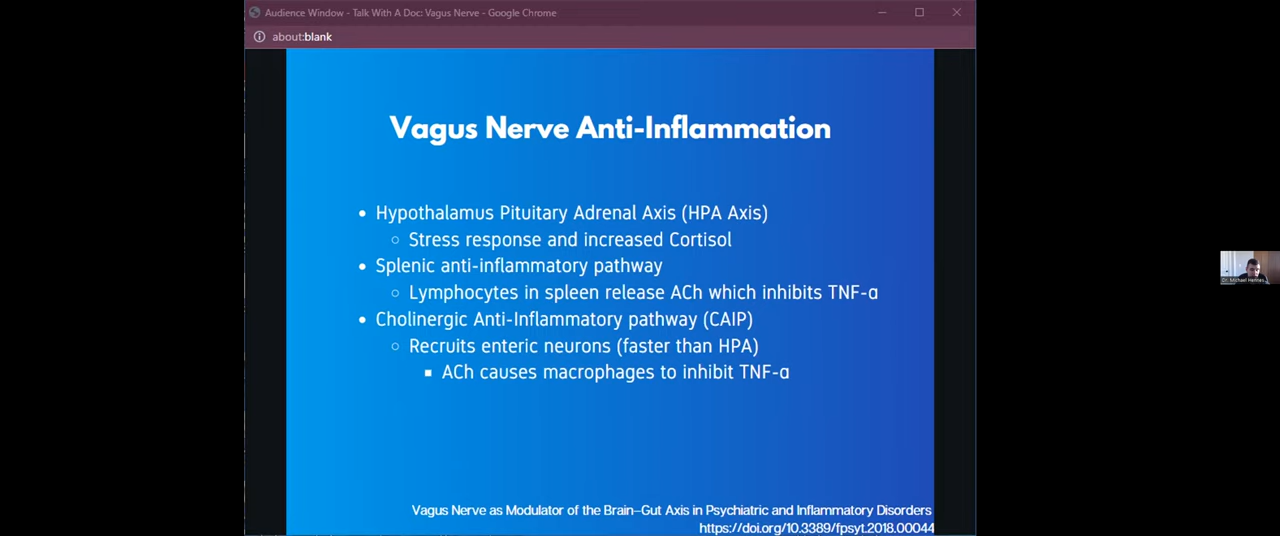 Audience Window - Talk With A Doc: Vagus Nerve - Google Chrome
about:blank
Vagus Nerve Anti-Inflammation
• Hypothalamus Pituitary Adrenal Axis (HPA Axis)
○ Stress response and increased Cortisol
• Splenic anti-inflammatory pathway
○ Lymphocytes in spleen release ACh which inhibits TNF-α
• Cholinergic Anti-Inflammatory pathway (CAIP)
○ Recruits enteric neurons (faster than HPA)
▪ ACh causes macrophages to inhibit TNF-α
Vagus Nerve as Modulator of the Brain–Gut Axis in Psychiatric and Inflammatory Disorders
https://doi.org/10.3389/fpsyt.2018.00044
Dr. Michael